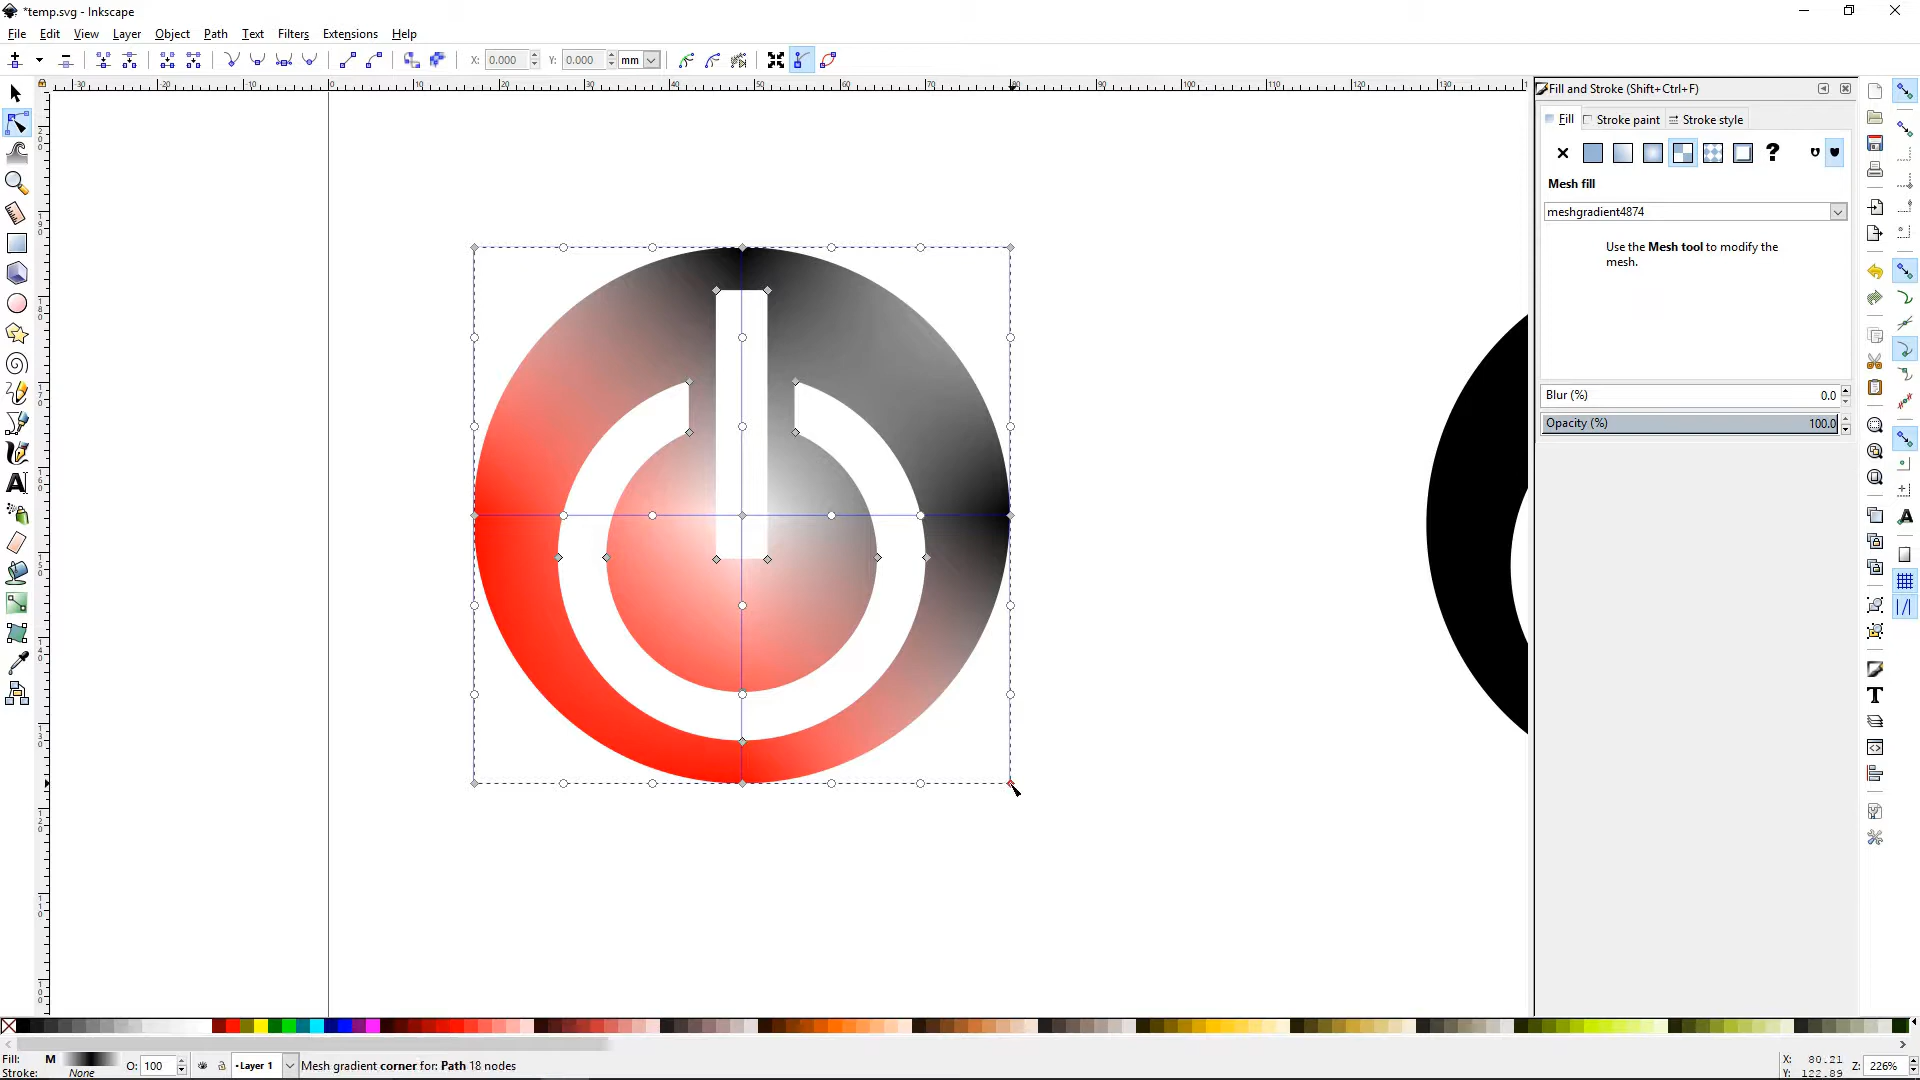 *temp.svg - Inkscape
File Edit View Layer Object Path Text Filters Extensions Help
X: 0.000 Y: 0.000 mm
Fill and Stroke (Shift+Ctrl+F)
Fill Stroke paint Stroke style
Mesh fill
meshgradient4874
Use the Mesh tool to modify the
mesh.
Blur (%) 0.0
Opacity (%) 100.0
Fill: M O: 100 Layer 1 Mesh gradient corner for: Path 18 nodes X: 80.21 Z: 226%
Stroke: None Y: 122.89